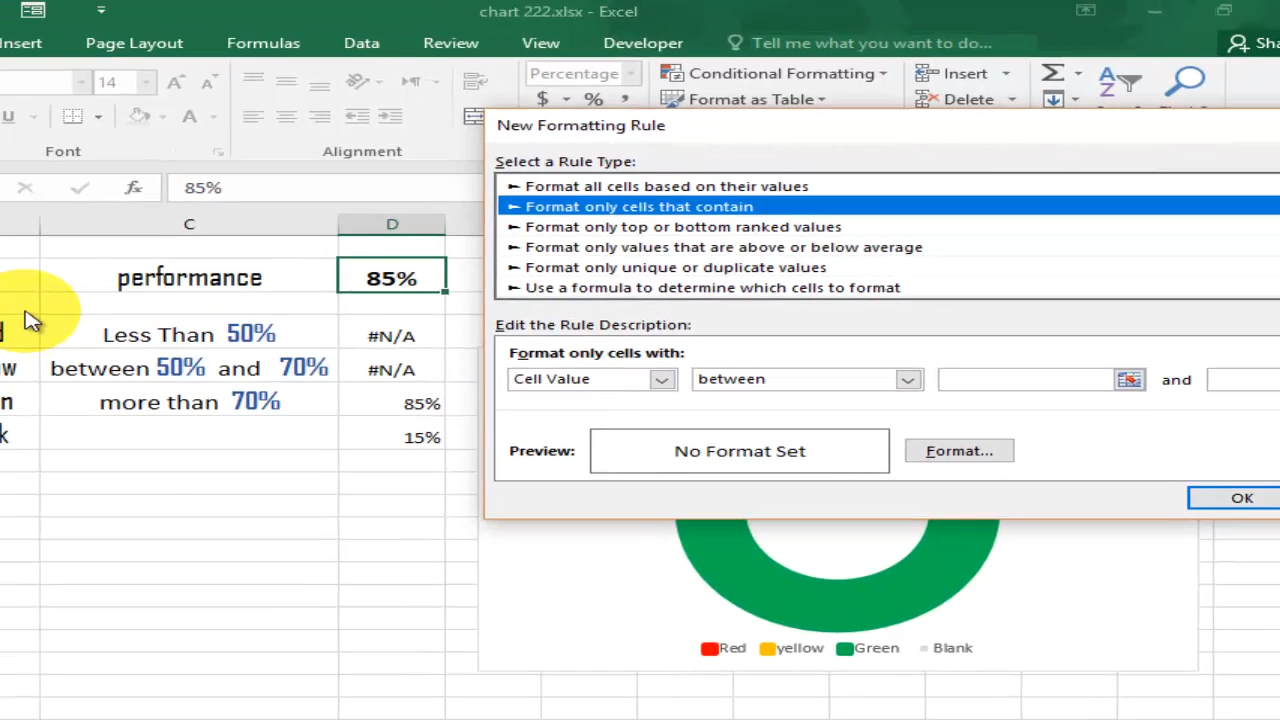 chart 222.xlsx - Excel
Insert Page Layout Formulas Data Review View Developer Tell me what you want to do... Sha
14 A A Percentage Conditional Formatting Insert Σ A Z
U A $ % , Format as Table Delete
Font Alignment
New Formatting Rule
Select a Rule Type:
► Format all cells based on their values
► Format only cells that contain
► Format only top or bottom ranked values
► Format only values that are above or below average
► Format only unique or duplicate values
► Use a formula to determine which cells to format
Edit the Rule Description:
Format only cells with:
Cell Value between and
Preview: No Format Set Format...
OK
fx 85%
C D
performance 85%
d Less Than 50% #N/A
w between 50% and 70% #N/A
n more than 70% 85%
k 15%
Red yyellow Green Blank